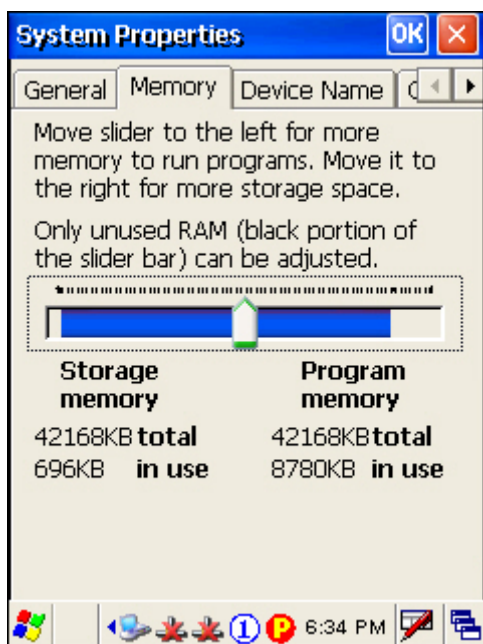 System Properties OK
General Memory Device Name
Move slider to the left for more
memory to run programs. Move it to
the right for more storage space.
Only unused RAM (black portion of
the slider bar) can be adjusted.
Storage Program
memory memory
42168KB total 42168KB total
696KB in use 8780KB in use
1 P 6:34 PM